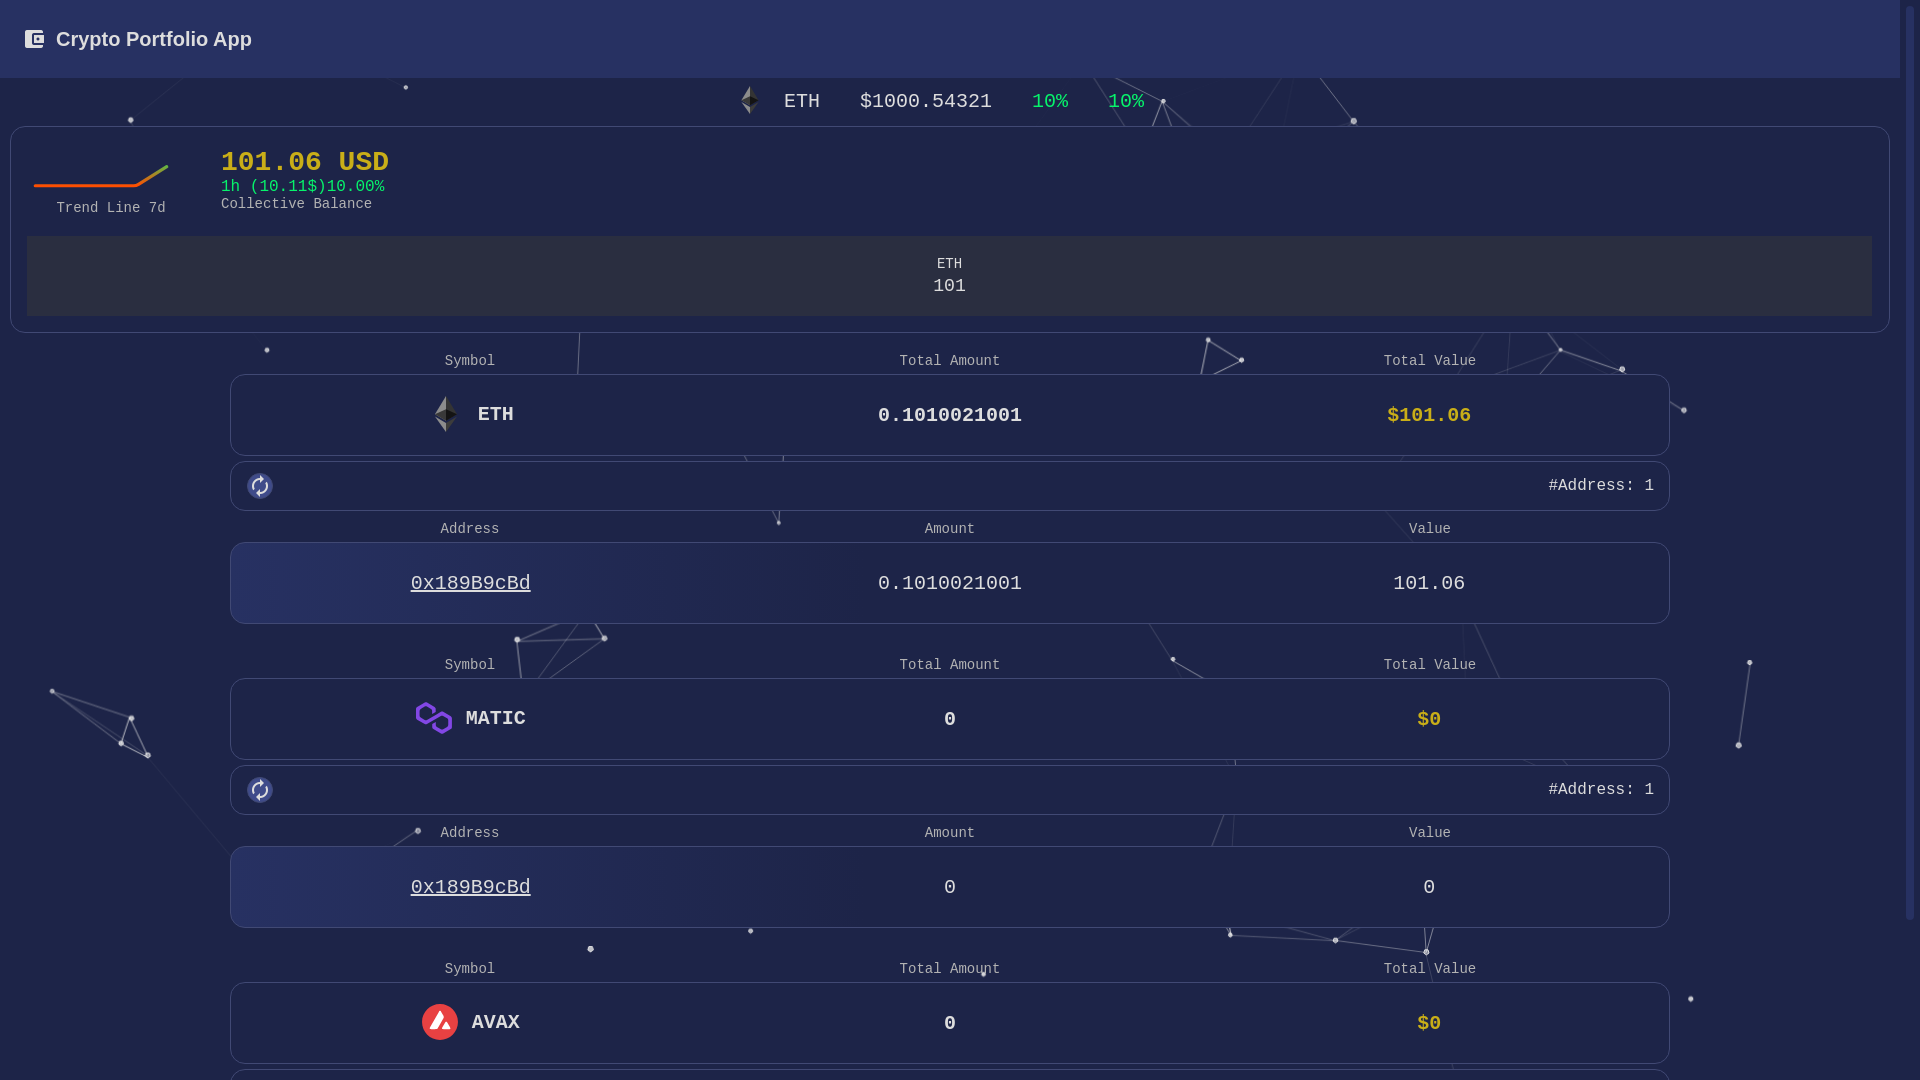 Crypto Portfolio App
ETH $1000.54321 10% 10%
101.06 USD
1h (10.11$)10.00%
Collective Balance
Trend Line 7d
ETH
101
Symbol Total Amount Total Value
ETH 0.1010021001 $101.06
#Address: 1
Address Amount Value
0x189B9cBd 0.1010021001 101.06
Symbol Total Amount Total Value
MATIC 0 $0
#Address: 1
Address Amount Value
0x189B9cBd 0 0
Symbol Total Amount Total Value
AVAX 0 $0